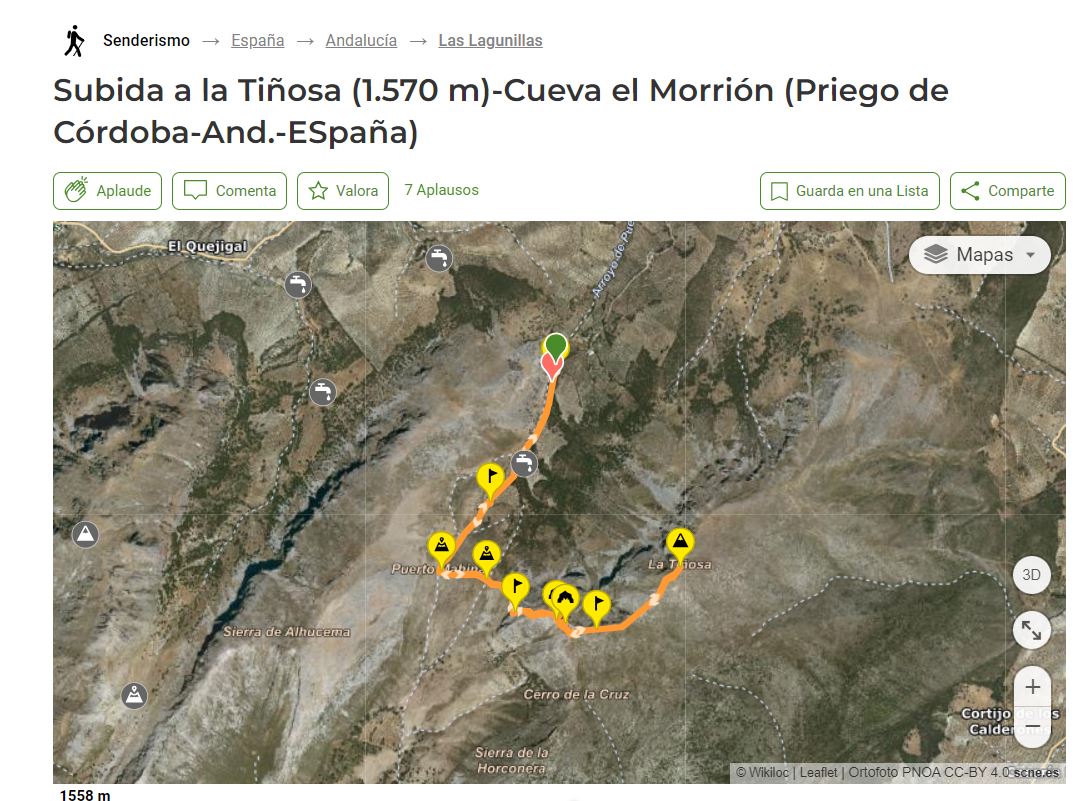 Senderismo → España → Andalucía → Las Lagunillas
Subida a la Tiñosa (1.570 m)-Cueva el Morrión (Priego de
Córdoba-And.-ESpaña)
Aplaude Comenta Valora 7 Aplausos Guarda en una Lista Comparte
El Quejigal
Arroyo de
Mapas
Puerto
La Tiñosa
3D
Sierra de Alhucema
Cerro de la Cruz
+
Cortijo de los
Calderones
−
Sierra de la
Horconera
© Wikiloc | Leaflet | Ortofoto PNOA CC-BY 4.0 scne.es
1558 m